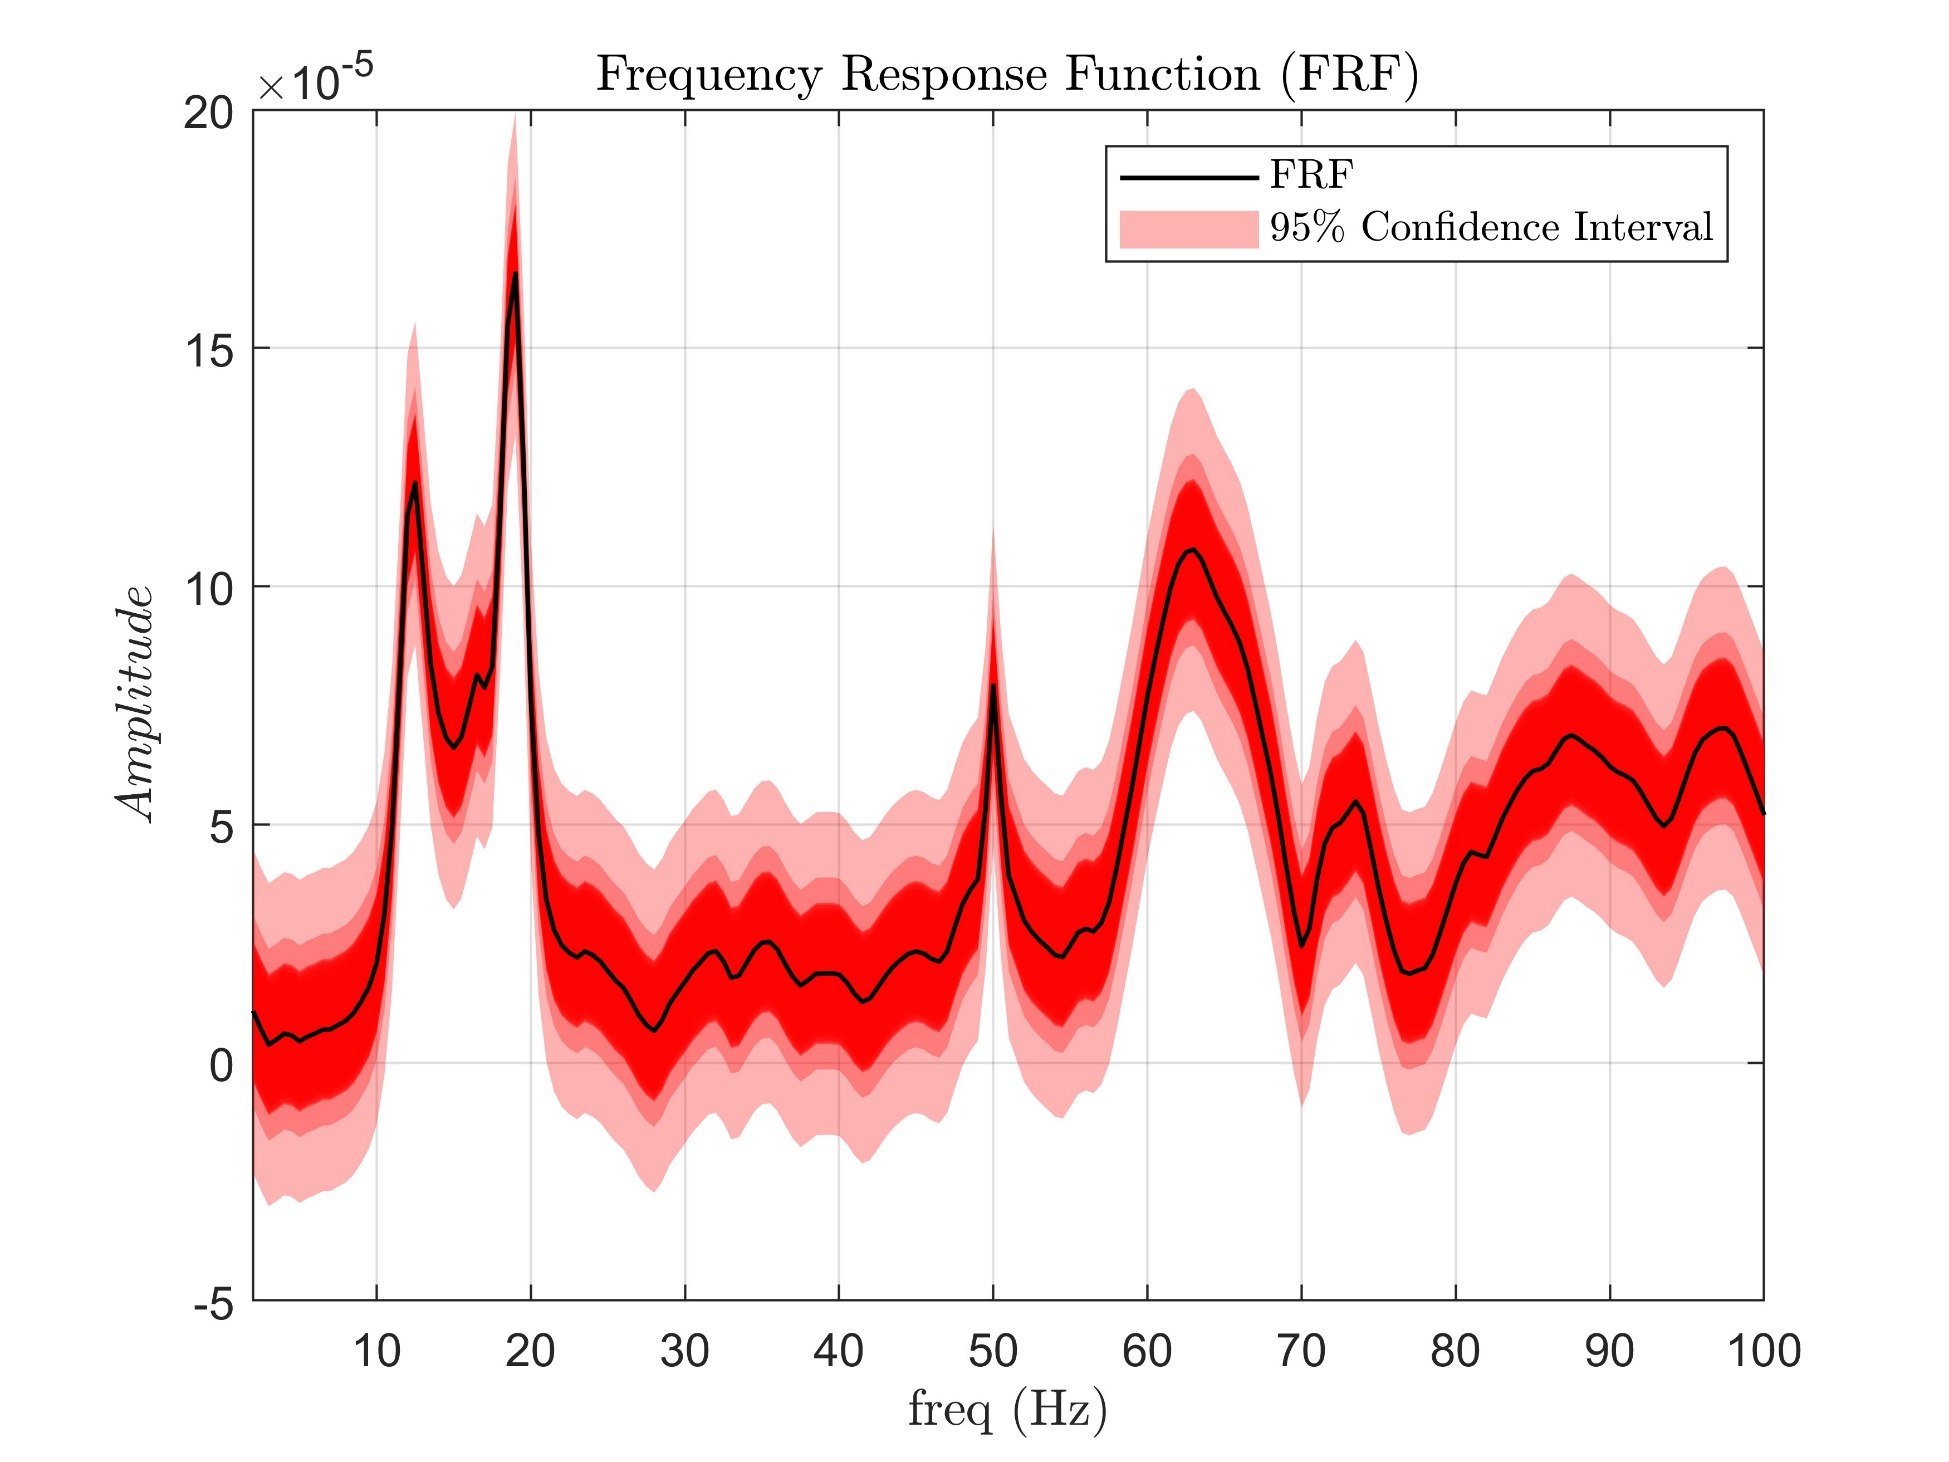 Frequency Response Function (FRF)
×10-5
20
15
10
5
0
-5
Amplitude
FRF
95% Confidence Interval
10 20 30 40 50 60 70 80 90 100
freq (Hz)